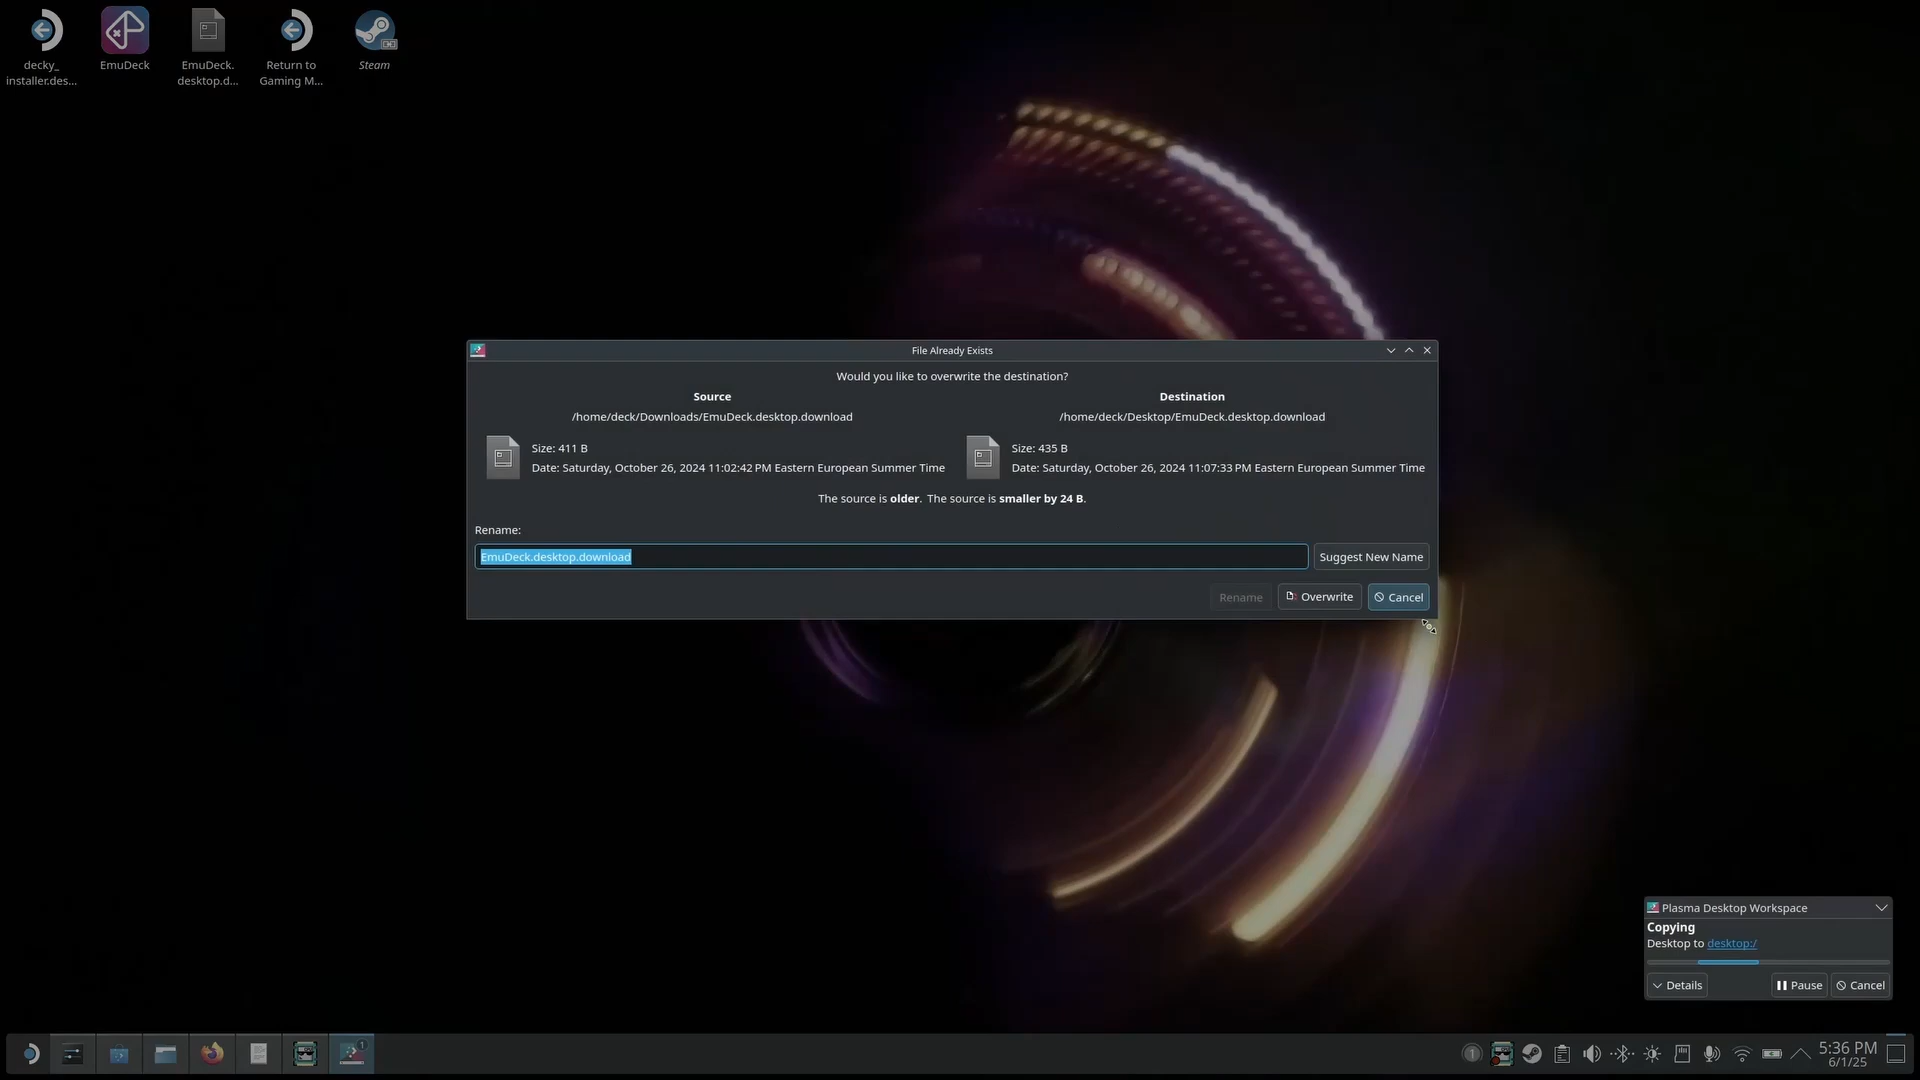 decky_
installer.des...
EmuDeck
EmuDeck.
desktop.d...
Return to
Gaming M...
Steam
File Already Exists
Would you like to overwrite the destination?
Source
Destination
/home/deck/Downloads/EmuDeck.desktop.download
/home/deck/Desktop/EmuDeck.desktop.download
Size: 411 B
Date: Saturday, October 26, 2024 11:02:42 PM Eastern European Summer Time
Size: 435 B
Date: Saturday, October 26, 2024 11:07:33 PM Eastern European Summer Time
The source is older. The source is smaller by 24 B.
Rename:
EmuDeck.desktop.download
Suggest New Name
Rename
Overwrite
Cancel
Plasma Desktop Workspace
Copying
Desktop to desktop:/
Details
Pause
Cancel
1
1
5:36 PM
6/1/25